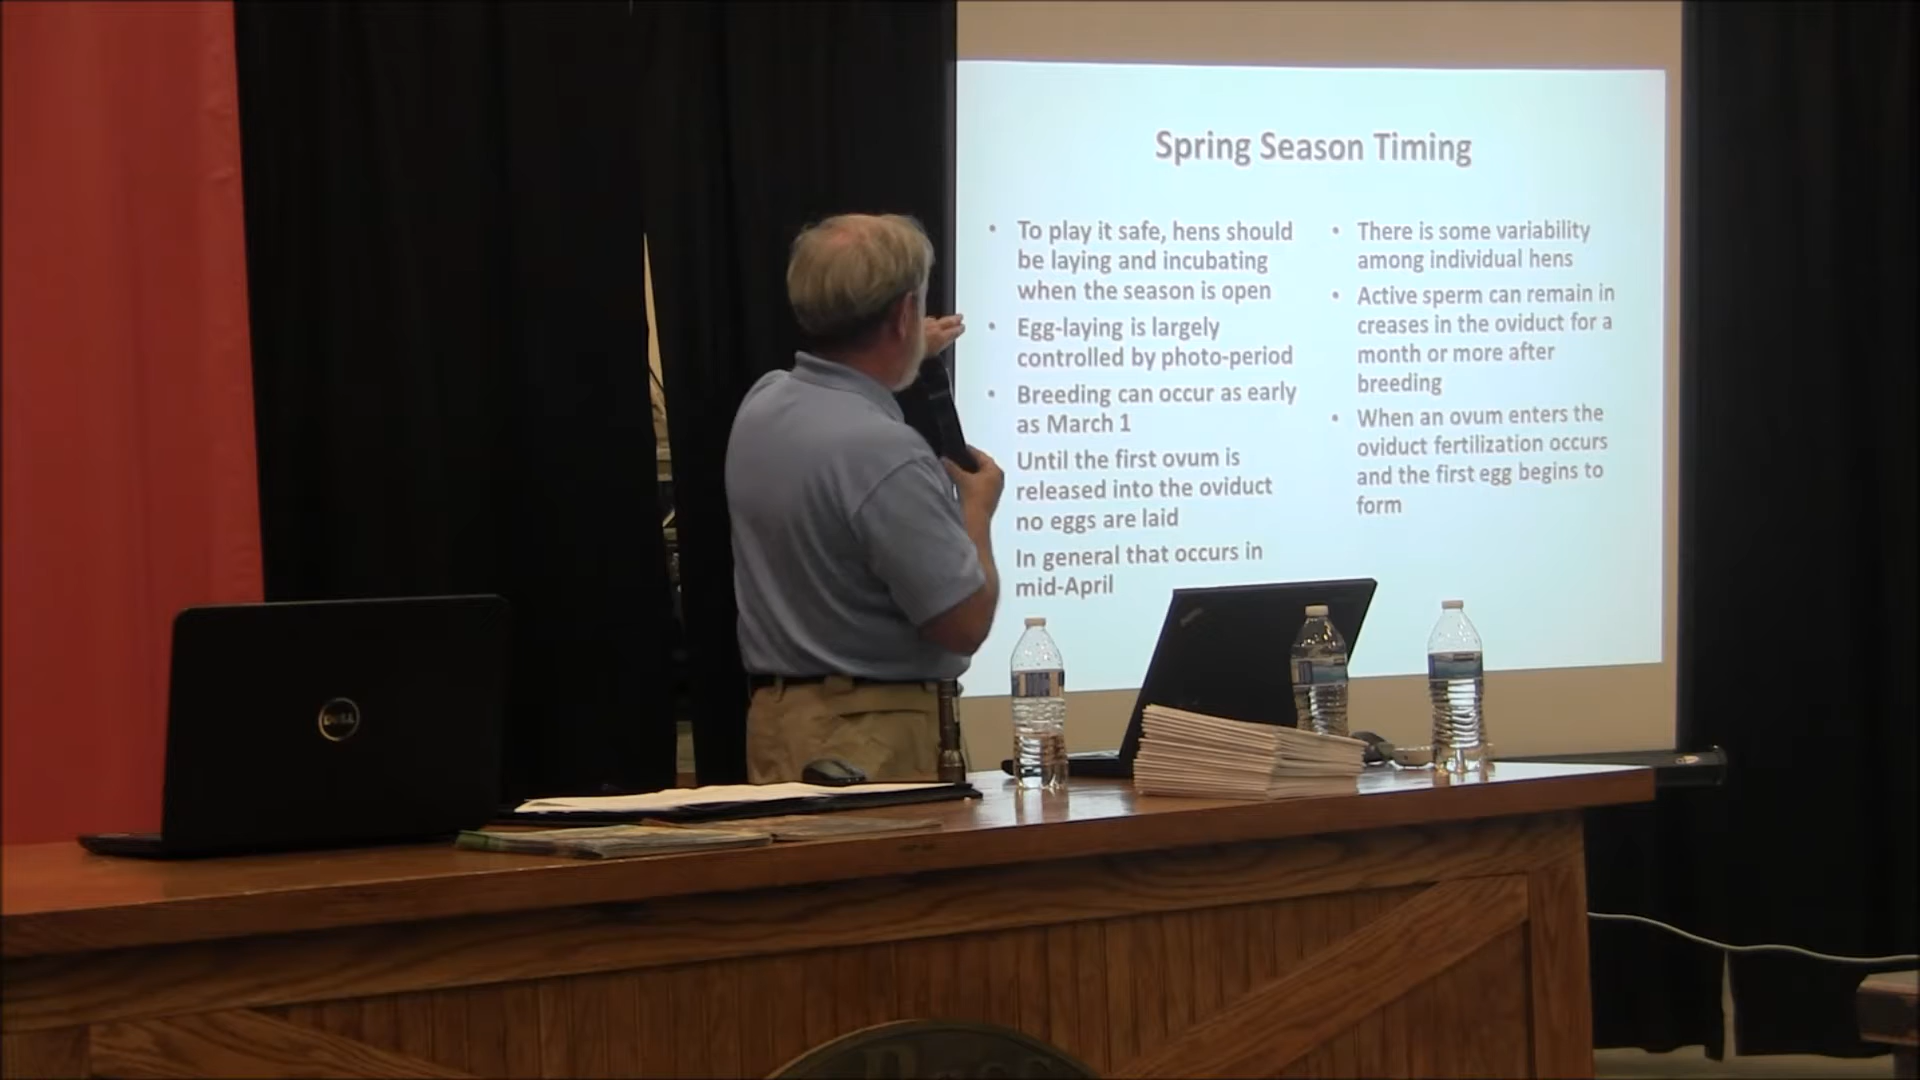 Spring Season Timing
• To play it safe, hens should
be laying and incubating
when the season is open
• Egg-laying is largely
controlled by photo-period
• Breeding can occur as early
as March 1
Until the first ovum is
released into the oviduct
no eggs are laid
In general that occurs in
mid-April
• There is some variability
among individual hens
• Active sperm can remain in
creases in the oviduct for a
month or more after
breeding
• When an ovum enters the
oviduct fertilization occurs
and the first egg begins to
form
DELL